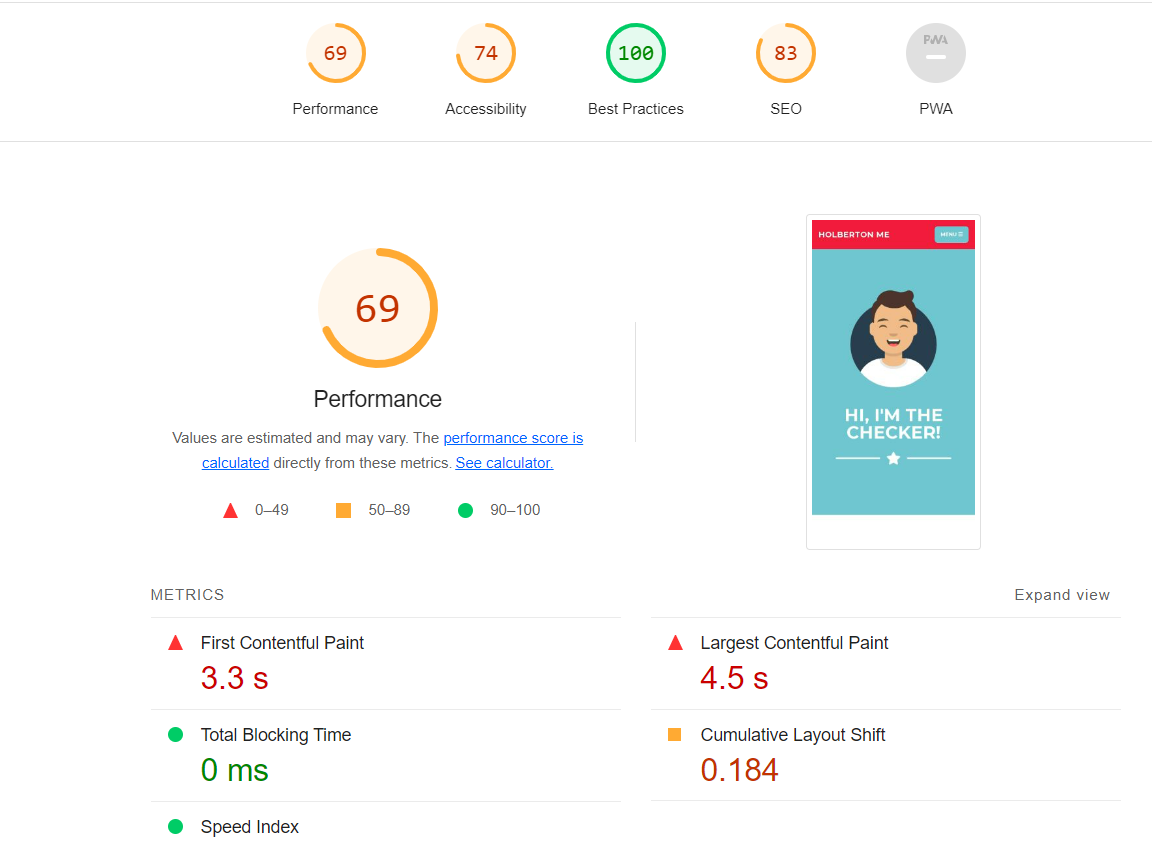 69
74
100
83
PWA
Performance
Accessibility
Best Practices
SEO
PWA
69
Performance
Values are estimated and may vary. The performance score is
calculated directly from these metrics. See calculator.
0–49
50–89
90–100
HOLBERTON ME
MENU
HI, I'M THE
CHECKER!
METRICS
Expand view
First Contentful Paint
3.3 s
Largest Contentful Paint
4.5 s
Total Blocking Time
0 ms
Cumulative Layout Shift
0.184
Speed Index